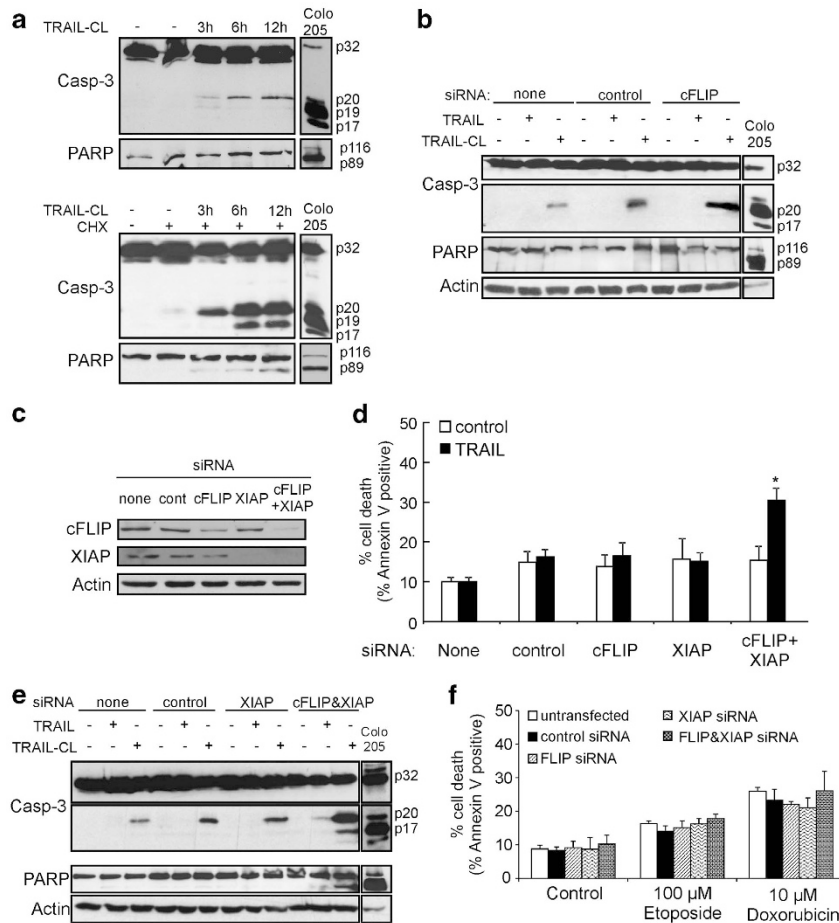 a
TRAIL-CL - - 3h 6h 12h Colo 205
Casp-3
p32
p20
p19
p17
PARP
p116
p89
TRAIL-CL 3h 6h 12h Colo 205
CHX - + + + +
Casp-3
p32
p20
p19
p17
PARP
p116
p89
b
siRNA: none control cFLIP
TRAIL - + - - + - - + - Colo 205
TRAIL-CL - - + - - + - - +
Casp-3
p32
p20
p17
PARP
p116
p89
Actin
c
siRNA
none cont cFLIP XIAP cFLIP +XIAP
cFLIP
XIAP
Actin
d
control
TRAIL
% cell death
(% Annexin V positive)
50
40
30
20
10
0
*
siRNA: None control cFLIP XIAP cFLIP+ XIAP
e
siRNA none control XIAP cFLIP&XIAP
TRAIL - + - - + - - + - - + - Colo 205
TRAIL-CL - - + - - + - - + - - +
Casp-3
p32
p20
p17
PARP
Actin
f
untransfected
control siRNA
FLIP siRNA
XIAP siRNA
FLIP&XIAP siRNA
% cell death
(% Annexin V positive)
50
40
30
20
10
0
Control
100 µM Etoposide
10 µM Doxorubicin